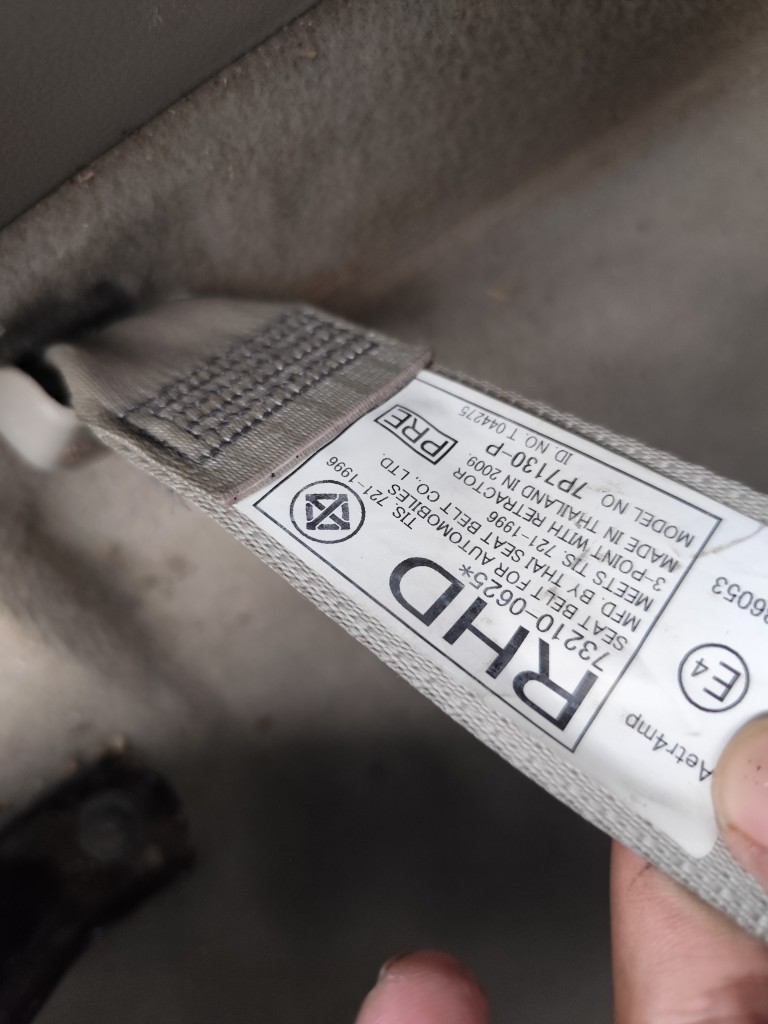 RHD
73210-0625*
SEAT BELT FOR AUTOMOBILES
TIS 721-1996
MFD. BY THAI SEAT BELT CO., LTD.
MEETS TIS 721-1996
3-POINT WITH RETRACTOR
PRE
MADE IN THAILAND IN 2009.
MODEL NO. 7P7130-P
ID. NO. T 044275
Aetr4mp
E4
36053